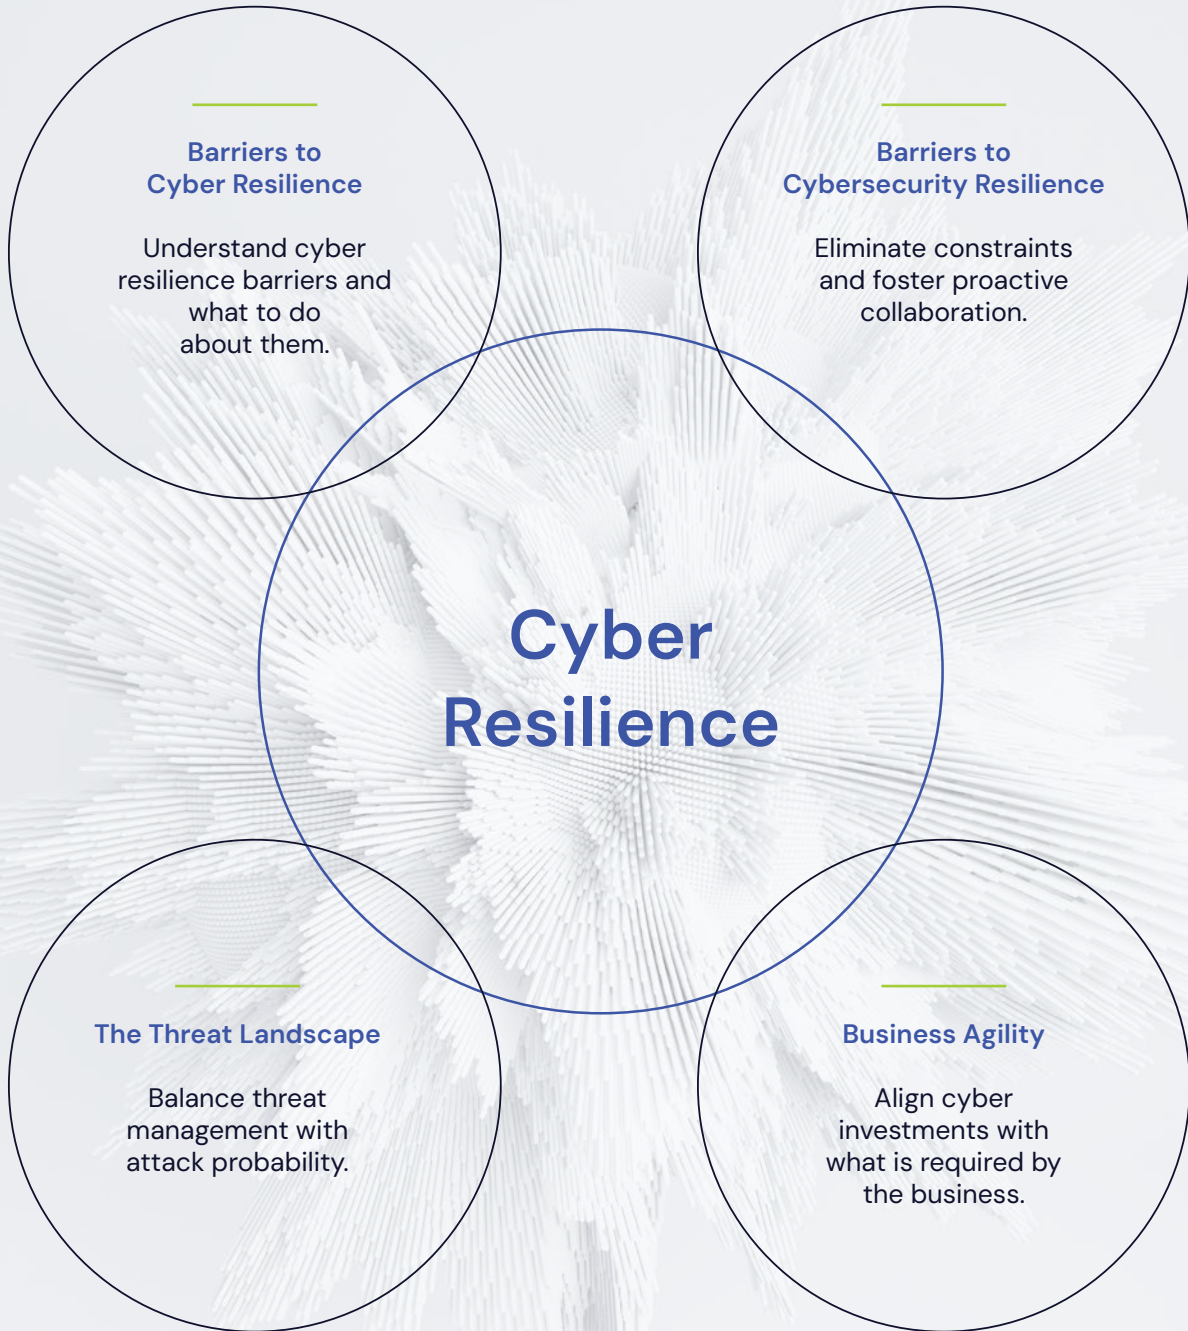 Barriers to
Cyber Resilience
Understand cyber
resilience barriers and
what to do
about them.
Barriers to
Cybersecurity Resilience
Eliminate constraints
and foster proactive
collaboration.
Cyber
Resilience
The Threat Landscape
Balance threat
management with
attack probability.
Business Agility
Align cyber
investments with
what is required by
the business.